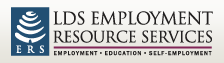 LDS EMPLOYMENT
RESOURCE SERVICES
ERS
EMPLOYMENT • EDUCATION • SELF-EMPLOYMENT